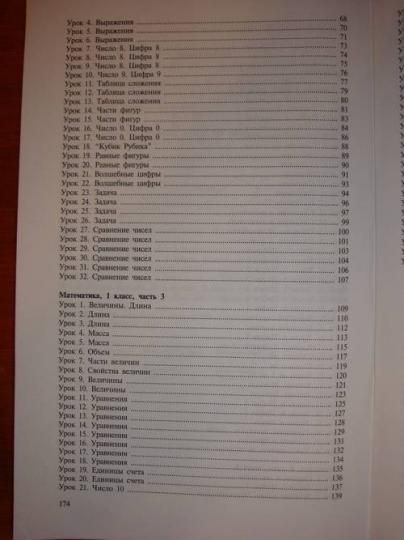 Урок 4. Выражения ..... 68
Урок 5. Выражения ..... 70
Урок 6. Выражения ..... 71
Урок 7. Число 8. Цифра 8 ..... 73
Урок 8. Число 8. Цифра 8 ..... 74
Урок 9. Число 8. Цифра 8 ..... 75
Урок 10. Число 9. Цифра 9 ..... 76
Урок 11. Таблица сложения ..... 77
Урок 12. Таблица сложения ..... 79
Урок 13. Таблица сложения ..... 80
Урок 14. Части фигур ..... 81
Урок 15. Части фигур ..... 83
Урок 16. Число 0. Цифра 0 ..... 84
Урок 17. Число 0. Цифра 0 ..... 86
Урок 18. "Кубик Рубика" ..... 88
Урок 19. Равные фигуры ..... 89
Урок 20. Равные фигуры ..... 90
Урок 21. Волшебные цифры ..... 91
Урок 22. Волшебные цифры ..... 93
Урок 23. Задача ..... 94
Урок 24. Задача ..... 96
Урок 25. Задача ..... 97
Урок 26. Задача ..... 99
Урок 27. Сравнение чисел ..... 100
Урок 28. Сравнение чисел ..... 101
Урок 29. Сравнение чисел ..... 103
Урок 30. Сравнение чисел ..... 104
Урок 31. Сравнение чисел ..... 106
Урок 32. Сравнение чисел ..... 107
Математика, 1 класс, часть 3
Урок 1. Величины. Длина ..... 109
Урок 2. Длина ..... 110
Урок 3. Длина ..... 112
Урок 4. Масса ..... 113
Урок 5. Масса ..... 115
Урок 6. Объем ..... 117
Урок 7. Части величин ..... 119
Урок 8. Свойства величин ..... 120
Урок 9. Величины ..... 121
Урок 10. Величины ..... 123
Урок 11. Уравнения ..... 125
Урок 12. Уравнения ..... 127
Урок 13. Уравнения ..... 128
Урок 14. Уравнения ..... 129
Урок 15. Уравнения ..... 131
Урок 16. Уравнения ..... 132
Урок 17. Уравнения ..... 134
Урок 18. Уравнения ..... 135
Урок 19. Единицы счета ..... 136
Урок 20. Единицы счета ..... 137
Урок 21. Число 10 ..... 139
174